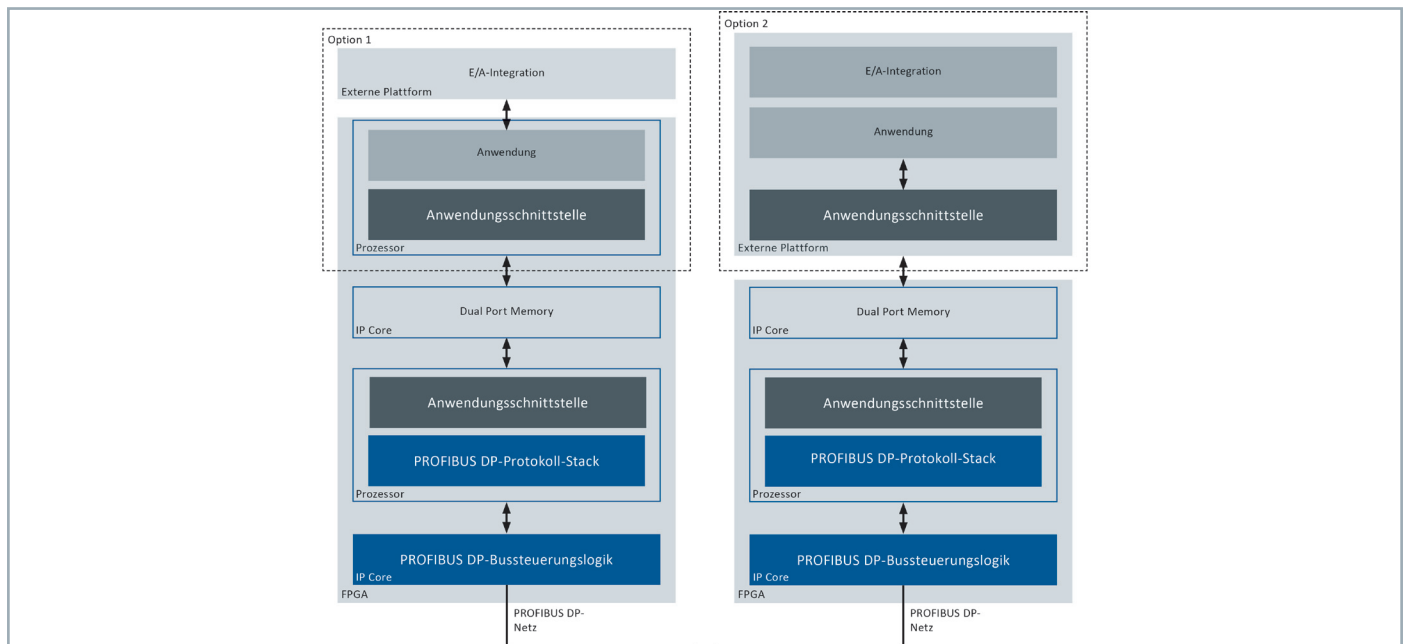 Option 1
E/A-Integration
Externe Plattform
Anwendung
Anwendungsschnittstelle
Prozessor
Dual Port Memory
IP Core
Anwendungsschnittstelle
PROFIBUS DP-Protokoll-Stack
Prozessor
PROFIBUS DP-Bussteuerungslogik
IP Core
FPGA
PROFIBUS DP-
Netz
Option 2
E/A-Integration
Anwendung
Anwendungsschnittstelle
Externe Plattform
Dual Port Memory
IP Core
Anwendungsschnittstelle
PROFIBUS DP-Protokoll-Stack
Prozessor
PROFIBUS DP-Bussteuerungslogik
IP Core
FPGA
PROFIBUS DP-
Netz